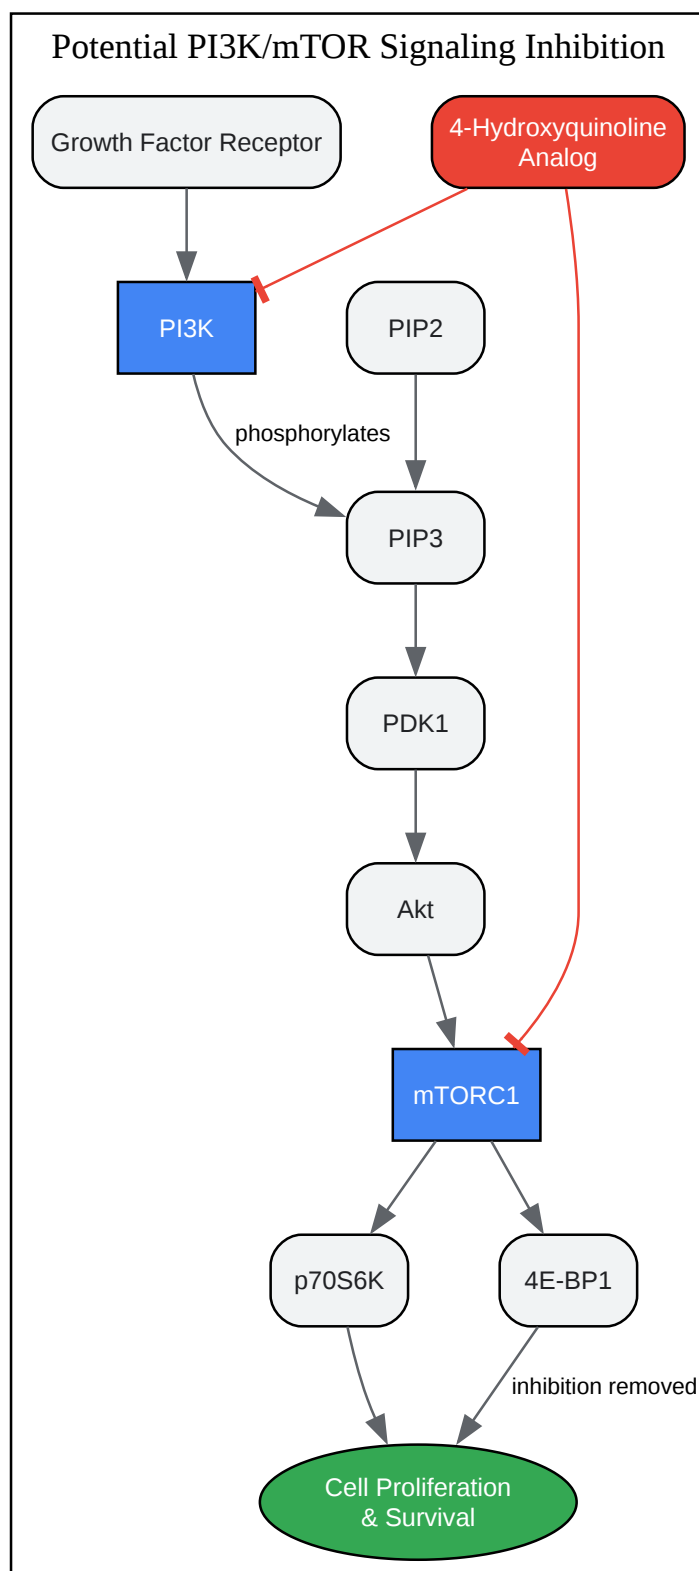 Potential PI3K/mTOR Signaling Inhibition
Growth Factor Receptor
4-Hydroxyquinoline
Analog
PI3K
PIP2
phosphorylates
PIP3
PDK1
Akt
mTORC1
p70S6K
4E-BP1
inhibition removed
Cell Proliferation
& Survival